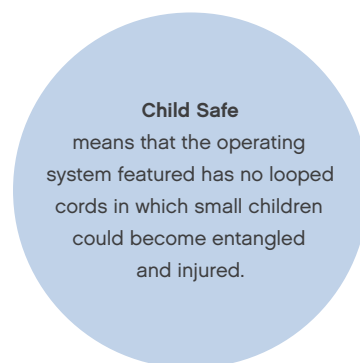 Child Safe
means that the operating
system featured has no looped
cords in which small children
could become entangled
and injured.